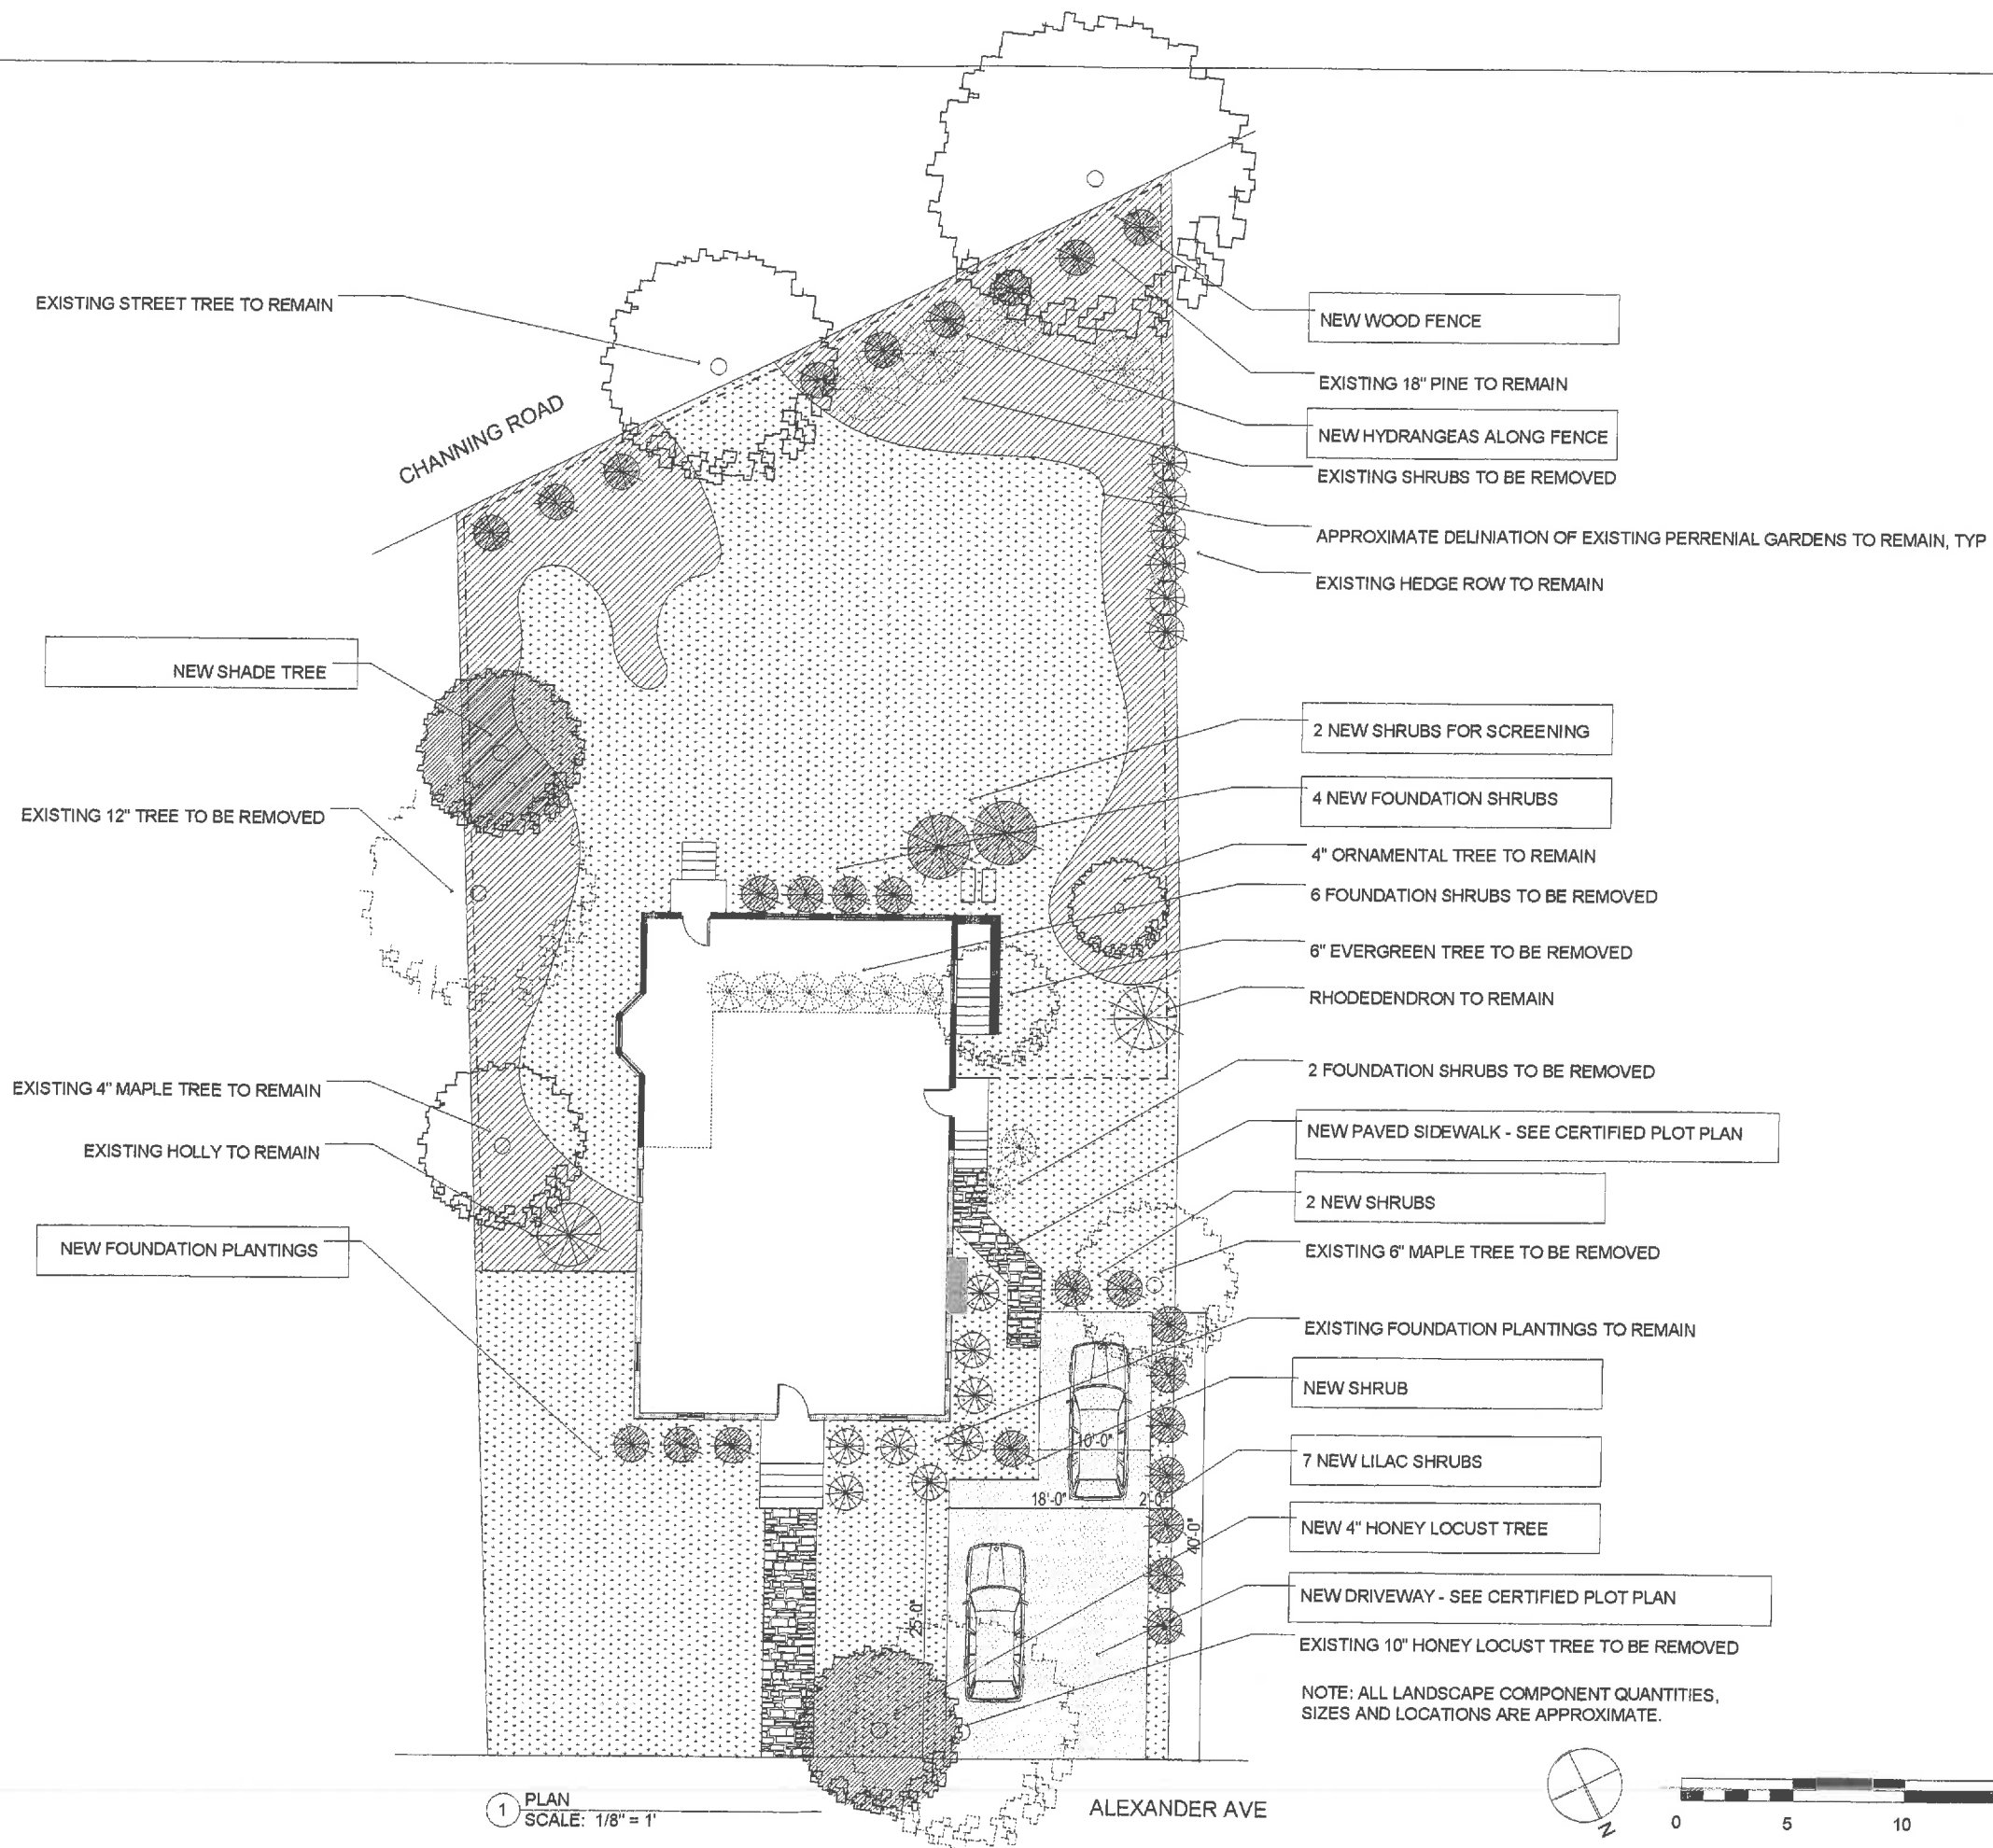 EXISTING STREET TREE TO REMAIN
CHANNING ROAD
NEW SHADE TREE
EXISTING 12" TREE TO BE REMOVED
EXISTING 4" MAPLE TREE TO REMAIN
EXISTING HOLLY TO REMAIN
NEW FOUNDATION PLANTINGS
NEW WOOD FENCE
EXISTING 18" PINE TO REMAIN
NEW HYDRANGEAS ALONG FENCE
EXISTING SHRUBS TO BE REMOVED
APPROXIMATE DELINIATION OF EXISTING PERRENIAL GARDENS TO REMAIN, TYP
EXISTING HEDGE ROW TO REMAIN
2 NEW SHRUBS FOR SCREENING
4 NEW FOUNDATION SHRUBS
4" ORNAMENTAL TREE TO REMAIN
6 FOUNDATION SHRUBS TO BE REMOVED
6" EVERGREEN TREE TO BE REMOVED
RHODEDENDRON TO REMAIN
2 FOUNDATION SHRUBS TO BE REMOVED
NEW PAVED SIDEWALK - SEE CERTIFIED PLOT PLAN
2 NEW SHRUBS
EXISTING 6" MAPLE TREE TO BE REMOVED
EXISTING FOUNDATION PLANTINGS TO REMAIN
NEW SHRUB
7 NEW LILAC SHRUBS
NEW 4" HONEY LOCUST TREE
NEW DRIVEWAY - SEE CERTIFIED PLOT PLAN
EXISTING 10" HONEY LOCUST TREE TO BE REMOVED
NOTE: ALL LANDSCAPE COMPONENT QUANTITIES,
SIZES AND LOCATIONS ARE APPROXIMATE.
10'-0"
18'-0"
2'-0"
40'-0"
25'-0"
1 PLAN
SCALE: 1/8" = 1'
ALEXANDER AVE
N
0 5 10